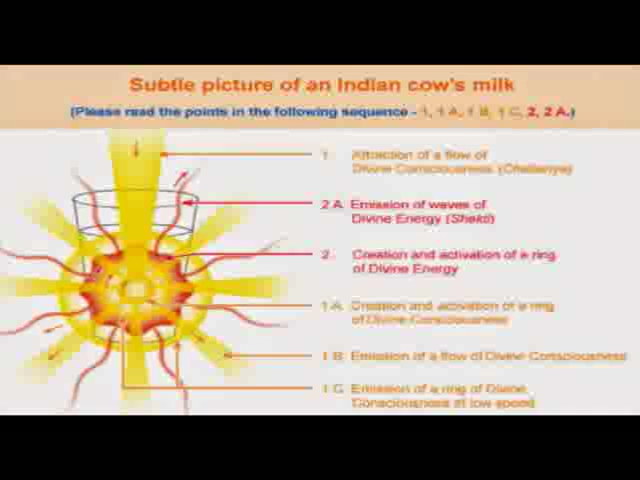 Subtle picture of an Indian cow's milk
(Please read the points in the following sequence - 1, 1 A, 1 B, 1 C, 2, 2 A.)
1. Attraction of a flow of
Divine Consciousness (Chaitanya)
2 A. Emission of waves of
Divine Energy (Shakti)
2. Creation and activation of a ring
of Divine Energy
1 A. Creation and activation of a ring
of Divine Consciousness
1 B. Emission of a flow of Divine Consciousness
1 C. Emission of a ring of Divine
Consciousness at low speed